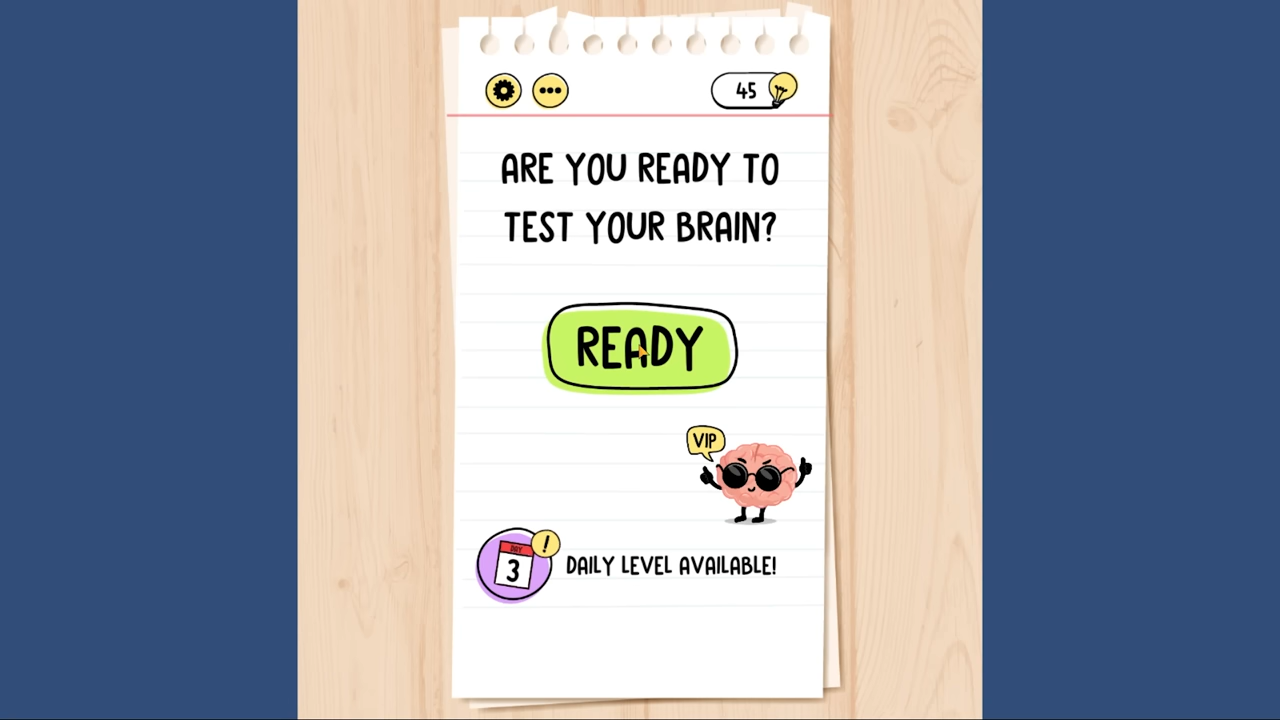 45
ARE YOU READY TO
TEST YOUR BRAIN?
READY
VIP
DAY
3
!
DAILY LEVEL AVAILABLE!